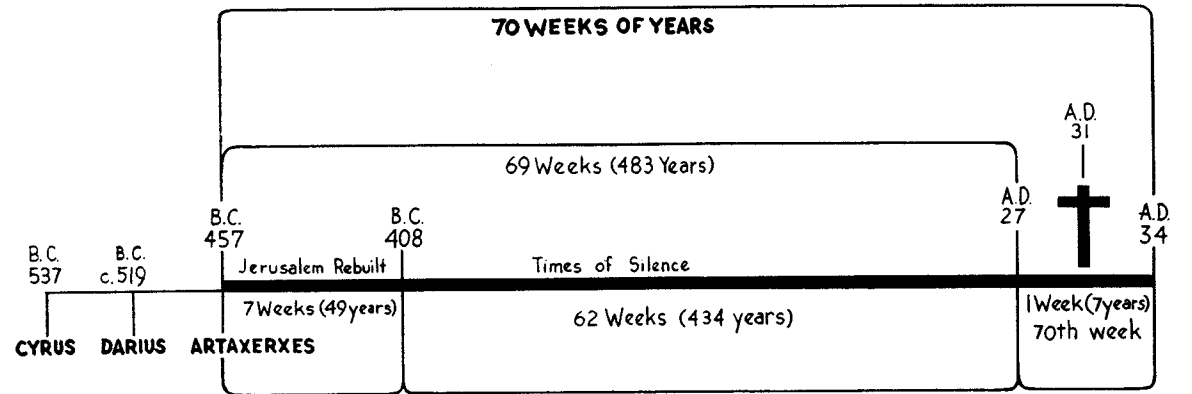 70 WEEKS OF YEARS
A.D.
31
69 Weeks (483 Years)
A.D.
27
A.D.
34
B.C.
457
B.C.
408
B.C.
537
B.C.
c.519
Jerusalem Rebuilt
Times of Silence
7 Weeks (49 years)
62 Weeks (434 years)
1 Week (7 years)
70th week
CYRUS DARIUS ARTAXERXES